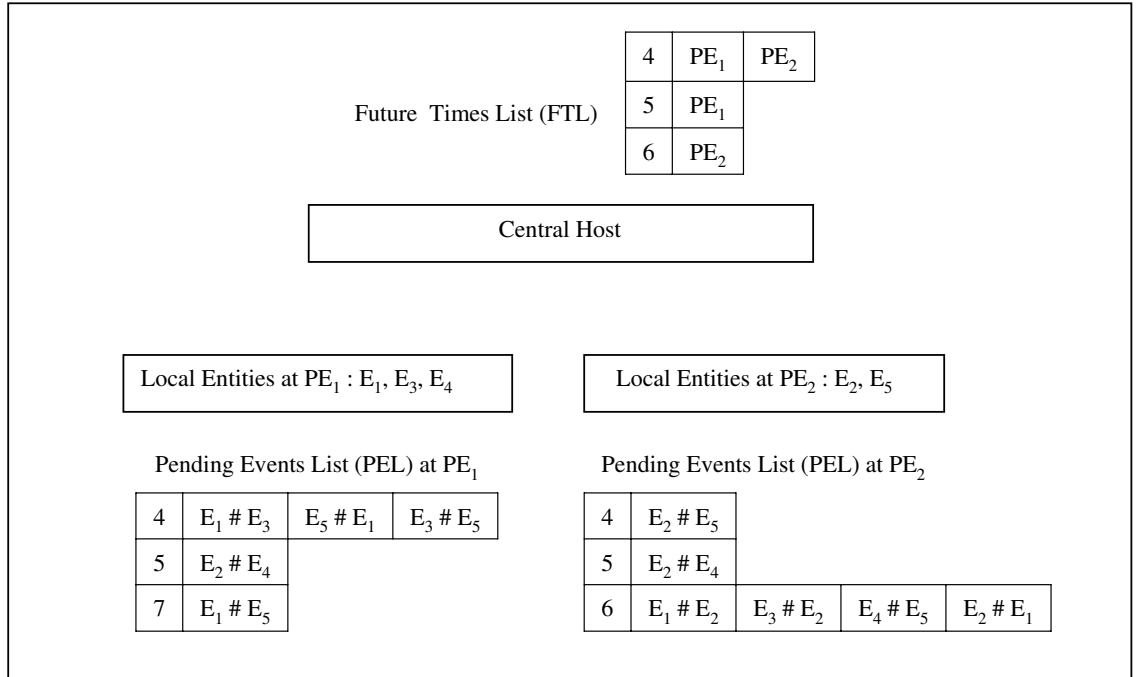 4 PE1 PE2
Future Times List (FTL)
5 PE1
6 PE2
Central Host
Local Entities at PE1 : E1, E3, E4
Local Entities at PE2 : E2, E5
Pending Events List (PEL) at PE1
4 E1 # E3 E5 # E1 E3 # E5
5 E2 # E4
7 E1 # E5
Pending Events List (PEL) at PE2
4 E2 # E5
5 E2 # E4
6 E1 # E2 E3 # E2 E4 # E5 E2 # E1